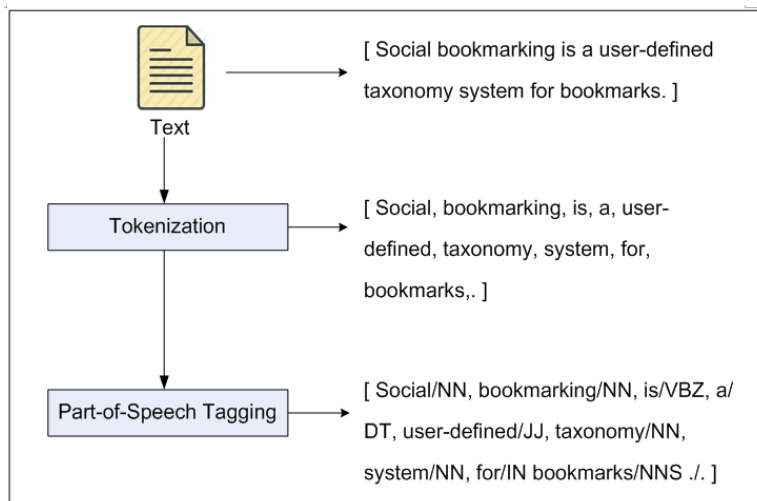 [ Social bookmarking is a user-defined
taxonomy system for bookmarks. ]
Text
Tokenization
[ Social, bookmarking, is, a, user-
defined, taxonomy, system, for,
bookmarks,. ]
Part-of-Speech Tagging
[ Social/NN, bookmarking/NN, is/VBZ, a/
DT, user-defined/JJ, taxonomy/NN,
system/NN, for/IN bookmarks/NNS ./. ]